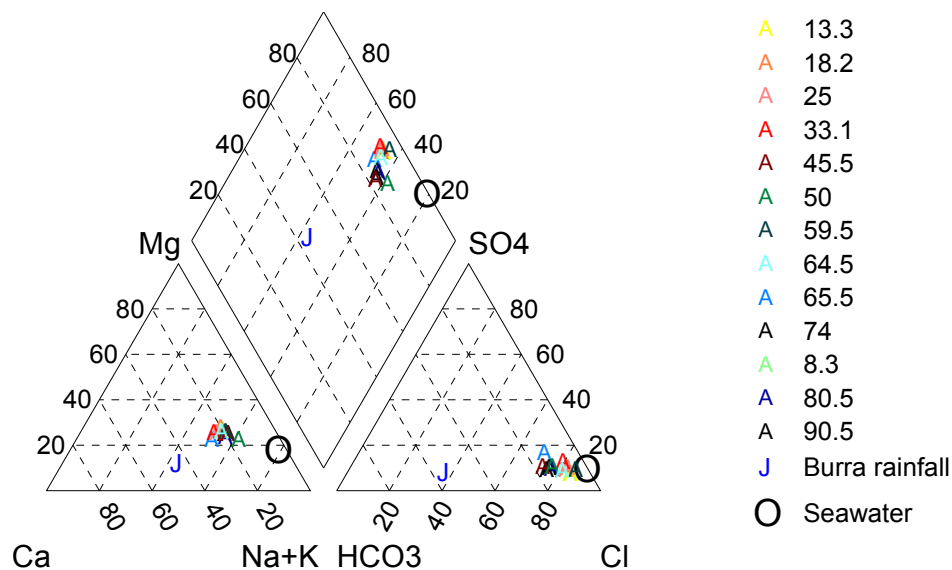 80 80
60 60
40 40
20 20
Mg SO4
80 80
60 60
40 40
20 20
80 60 40 20 20 40 60 80
Ca Na+K HCO3 Cl
J
J
J
O
O
O
A 13.3
A 18.2
A 25
A 33.1
A 45.5
A 50
A 59.5
A 64.5
A 65.5
A 74
A 8.3
A 80.5
A 90.5
J Burra rainfall
O Seawater